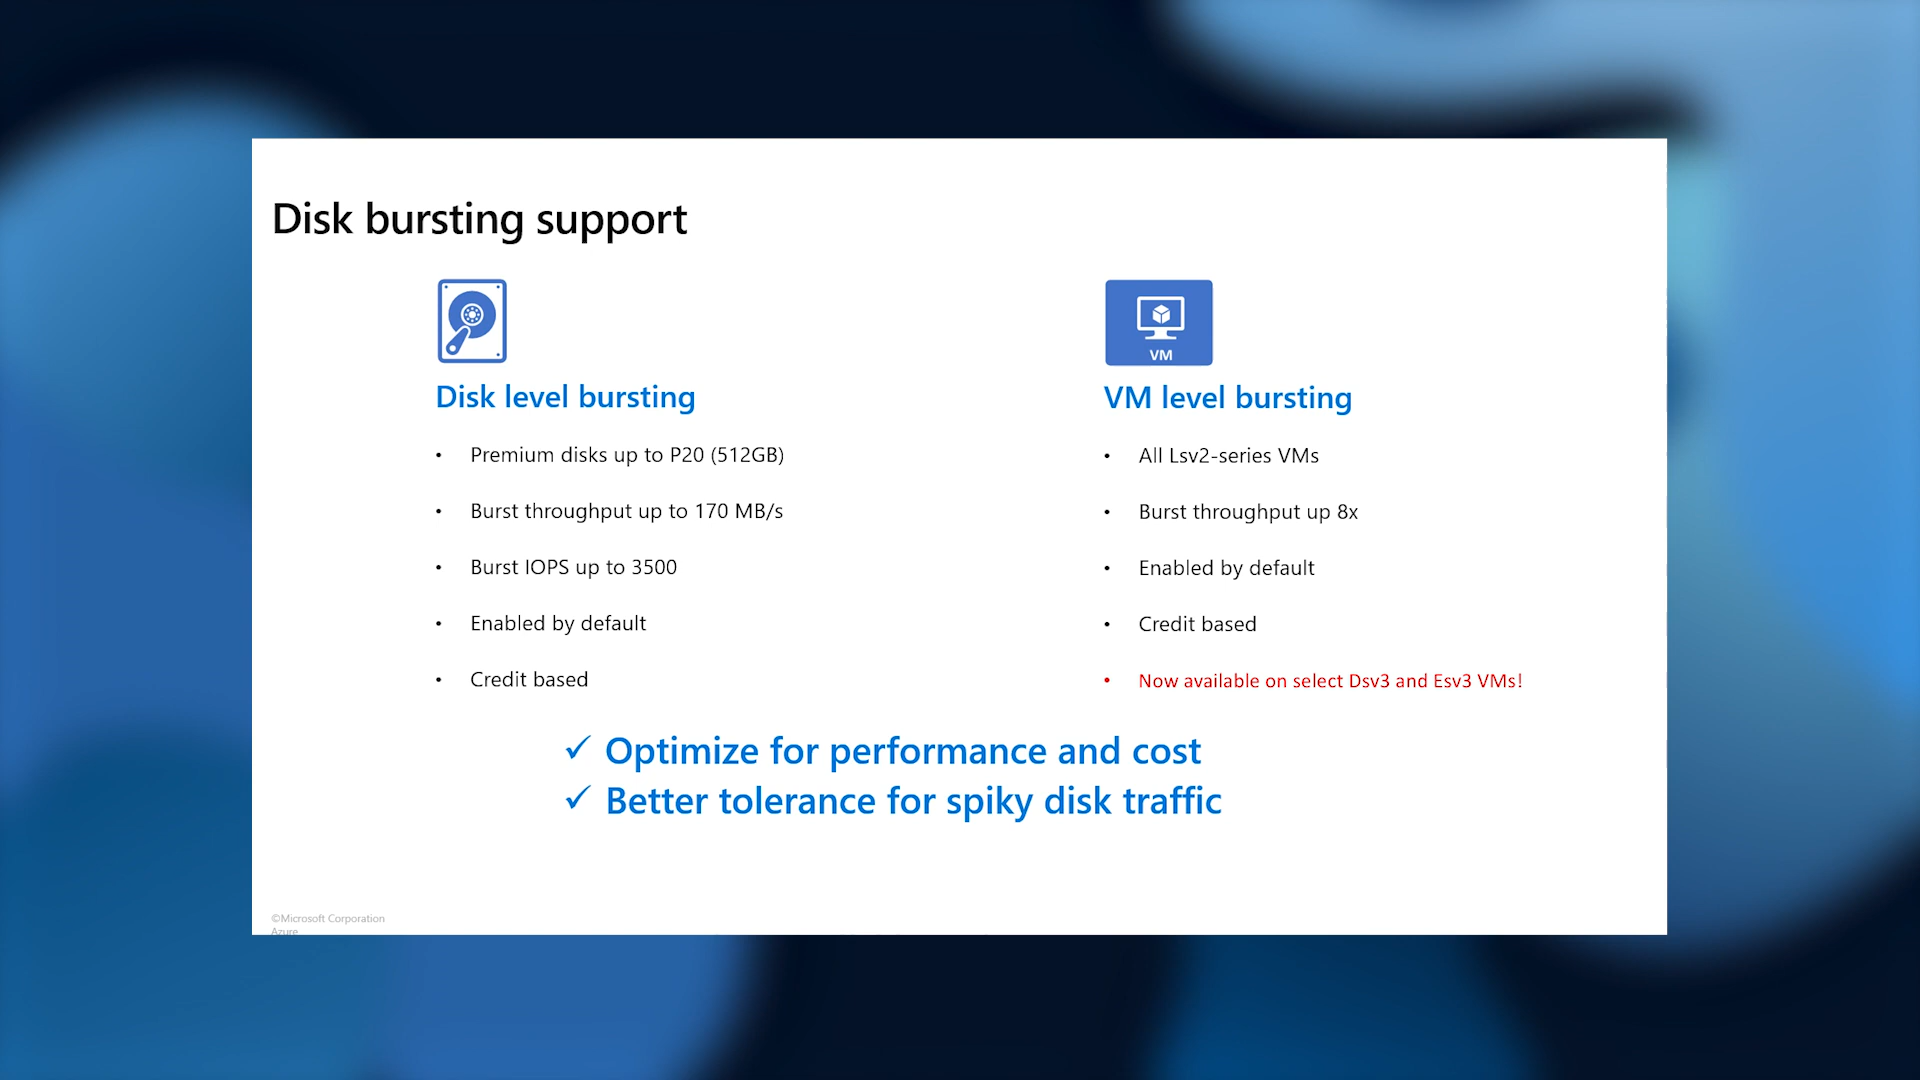 Disk bursting support
VM
Disk level bursting
• Premium disks up to P20 (512GB)
• Burst throughput up to 170 MB/s
• Burst IOPS up to 3500
• Enabled by default
• Credit based
VM level bursting
• All Lsv2-series VMs
• Burst throughput up 8x
• Enabled by default
• Credit based
• Now available on select Dsv3 and Esv3 VMs!
✓ Optimize for performance and cost
✓ Better tolerance for spiky disk traffic
©Microsoft Corporation
Azure